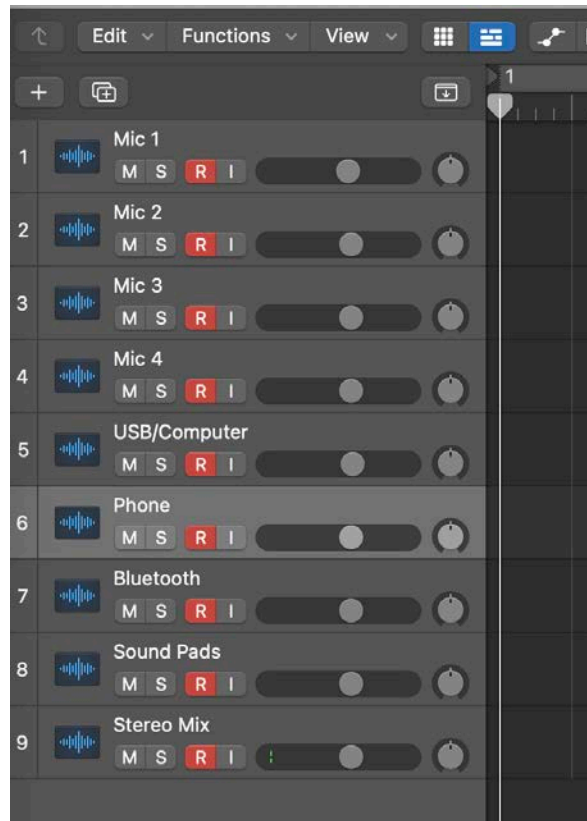 Edit Functions View
1
1 Mic 1
M S R I
2 Mic 2
M S R I
3 Mic 3
M S R I
4 Mic 4
M S R I
5 USB/Computer
M S R I
6 Phone
M S R I
7 Bluetooth
M S R I
8 Sound Pads
M S R I
9 Stereo Mix
M S R I